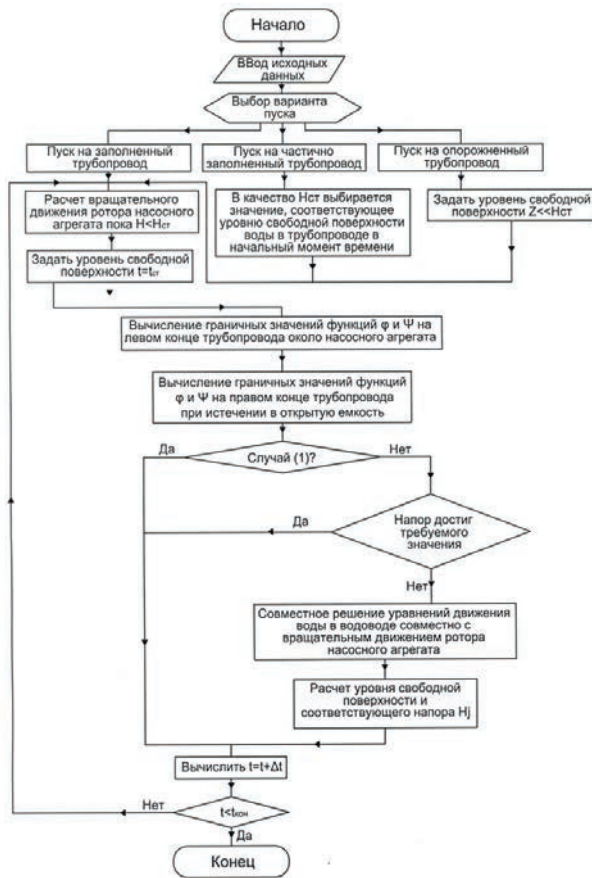 Начало
ВВод исходных
данных
Выбор варианта
пуска
Пуск на заполненный
трубопровод
Пуск на частично
заполненный трубопровод
Пуск на опорожненный
трубопровод
Расчет вращательного
движения ротора насосного
агрегата пока H<Hст
В качество Нст выбирается
значение, соответствующее
уровню свободной поверхности
воды в трубопроводе в
начальный момент времени
Задать уровень свободной
поверхности Z<<Нст
Задать уровень свободной
поверхности t=tст
Вычисление граничных значений функций φ и Ψ на
левом конце трубопровода около насосного агрегата
Вычисление граничных значений функций
φ и Ψ на правом конце трубопровода
при истечении в открытую емкость
Да
Случай (1)?
Нет
Да
Напор достиг
требуемого
значения
Нет
Совместное решение уравнений движения
воды в водоводе совместно с
вращательным движением ротора
насосного агрегата
Расчет уровня свободной
поверхности и
соответствующего напора Hj
Вычислить t=t+Δt
Нет
t<tкон
Да
Конец